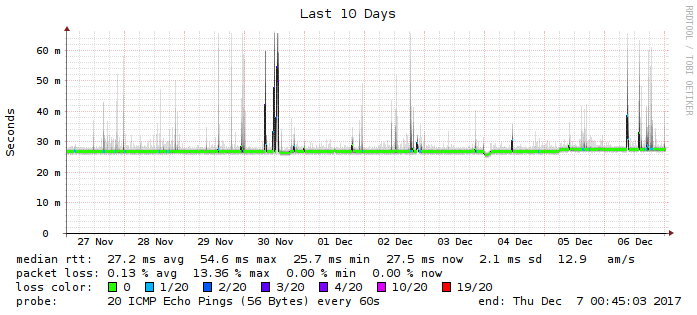 Last 10 Days
RRDTOOL / TOBI OETIKER
Seconds
60 m
50 m
40 m
30 m
20 m
10 m
0
27 Nov 28 Nov 29 Nov 30 Nov 01 Dec 02 Dec 03 Dec 04 Dec 05 Dec 06 Dec
median rtt: 27.2 ms avg 54.6 ms max 25.7 ms min 27.5 ms now 2.1 ms sd 12.9 am/s
packet loss: 0.13 % avg 13.36 % max 0.00 % min 0.00 % now
loss color: 0 1/20 2/20 3/20 4/20 10/20 19/20
probe: 20 ICMP Echo Pings (56 Bytes) every 60s end: Thu Dec 7 00:45:03 2017